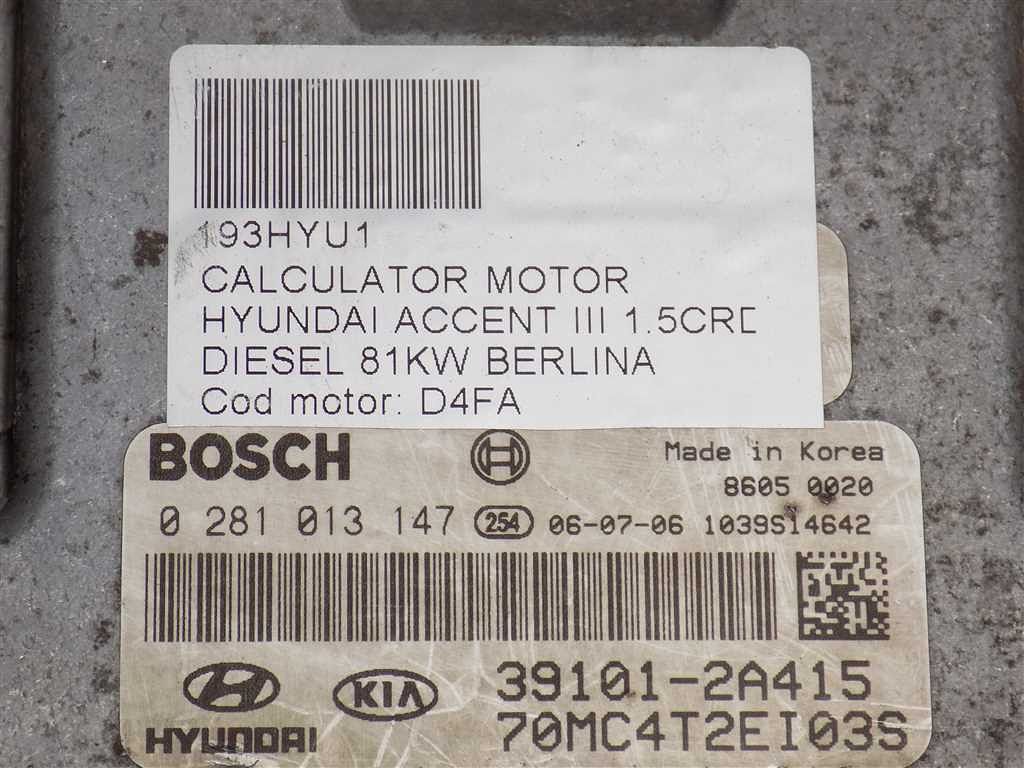 193HYU1
CALCULATOR MOTOR
HYUNDAI ACCENT III 1.5CRD
DIESEL 81KW BERLINA
Cod motor: D4FA
BOSCH
Made in Korea
8605 0020
0 281 013 147 254 06-07-06 1039S14642
HYUNDAI
KIA
39101-2A415
70MC4T2EI03S